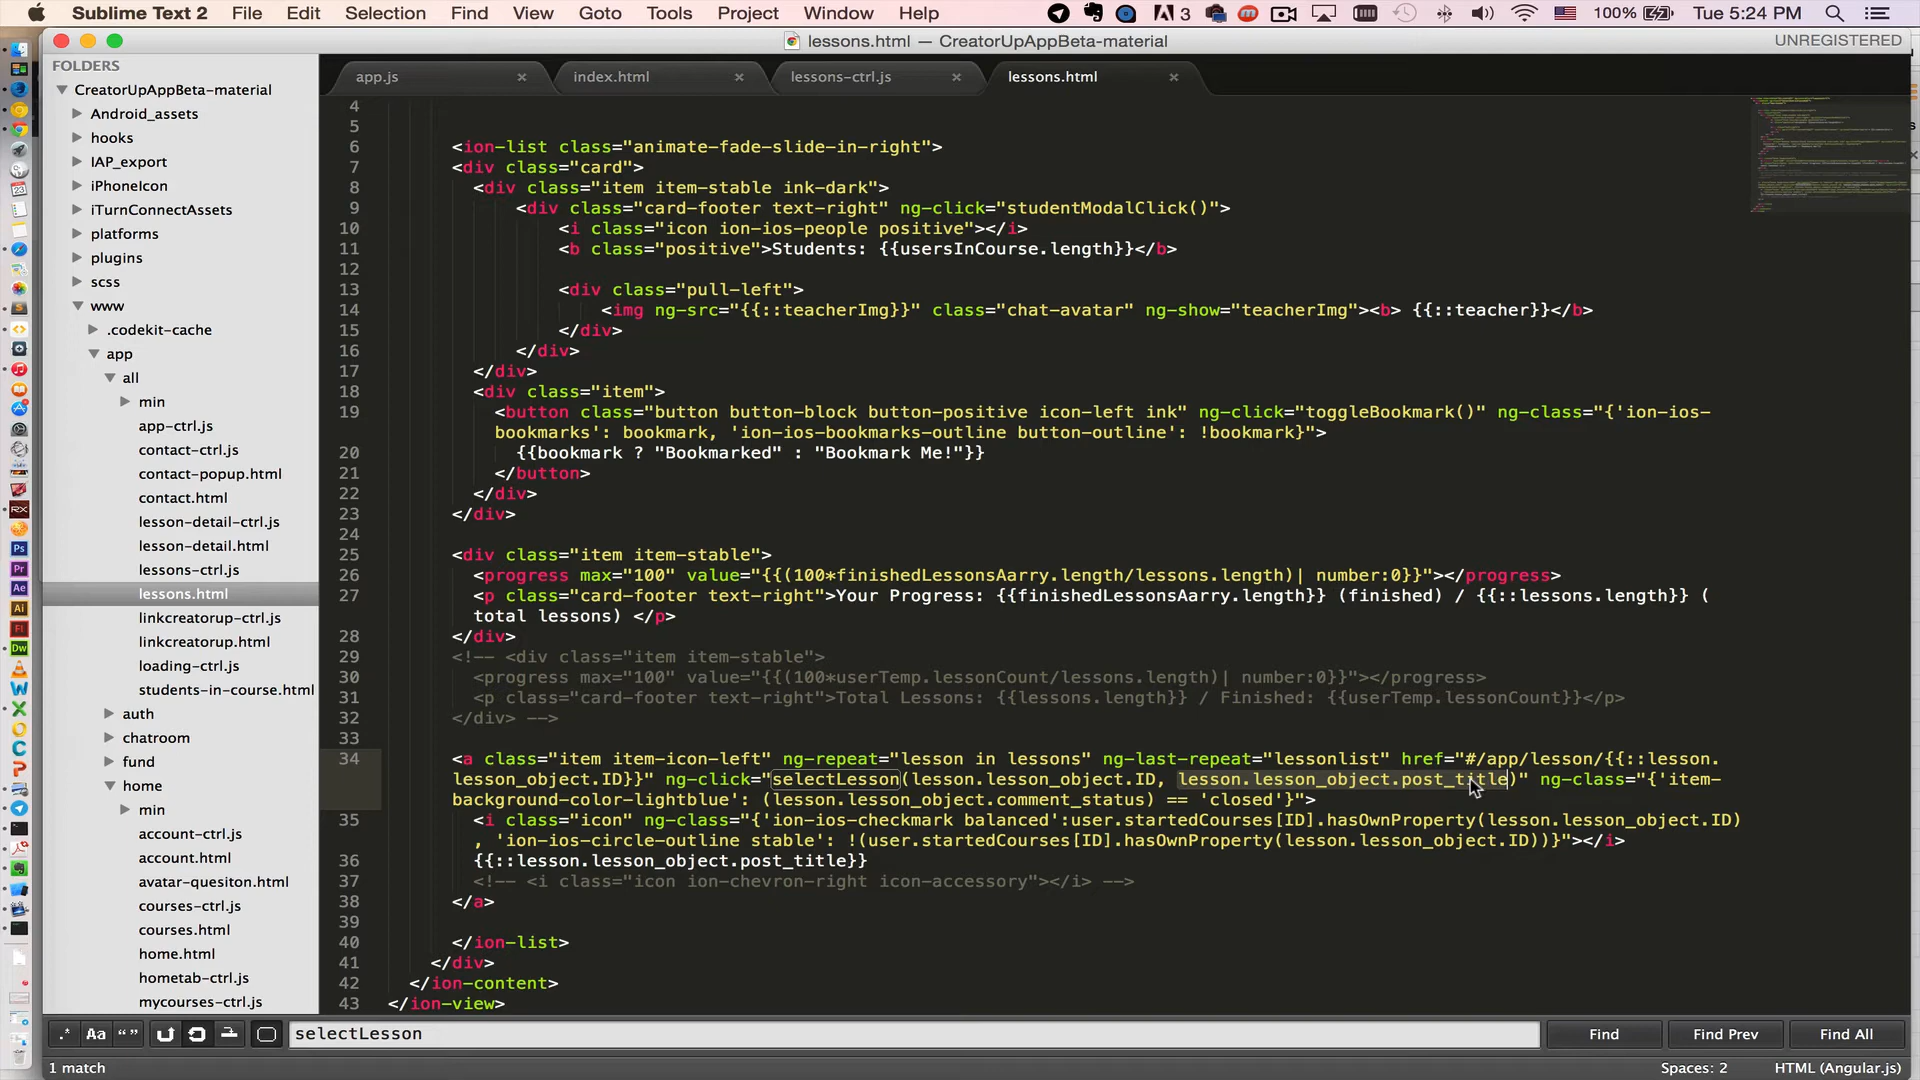 Sublime Text 2 File Edit Selection Find View Goto Tools Project Window Help 3 100% Tue 5:24 PM
lessons.html — CreatorUpAppBeta-material UNREGISTERED
FOLDERS
CreatorUpAppBeta-material
Android_assets
hooks
IAP_export
iPhoneIcon
iTurnConnectAssets
platforms
plugins
scss
www
.codekit-cache
app
all
min
app-ctrl.js
contact-ctrl.js
contact-popup.html
contact.html
lesson-detail-ctrl.js
lesson-detail.html
lessons-ctrl.js
lessons.html
linkcreatorup-ctrl.js
linkcreatorup.html
loading-ctrl.js
students-in-course.html
auth
chatroom
fund
home
min
account-ctrl.js
account.html
avatar-quesiton.html
courses-ctrl.js
courses.html
home.html
hometab-ctrl.js
mycourses-ctrl.js
app.js × index.html × lessons-ctrl.js × lessons.html ×
4
5
6 <ion-list class="animate-fade-slide-in-right">
7 <div class="card">
8 <div class="item item-stable ink-dark">
9 <div class="card-footer text-right" ng-click="studentModalClick()">
10 <i class="icon ion-ios-people positive"></i>
11 <b class="positive">Students: {{usersInCourse.length}}</b>
12
13 <div class="pull-left">
14 <img ng-src="{{::teacherImg}}" class="chat-avatar" ng-show="teacherImg"><b> {{::teacher}}</b>
15 </div>
16 </div>
17 </div>
18 <div class="item">
19 <button class="button button-block button-positive icon-left ink" ng-click="toggleBookmark()" ng-class="{'ion-ios-
bookmarks': bookmark, 'ion-ios-bookmarks-outline button-outline': !bookmark}">
20 {{bookmark ? "Bookmarked" : "Bookmark Me!"}}
21 </button>
22 </div>
23 </div>
24
25 <div class="item item-stable">
26 <progress max="100" value="{{(100*finishedLessonsAarry.length/lessons.length)| number:0}}"></progress>
27 <p class="card-footer text-right">Your Progress: {{finishedLessonsAarry.length}} (finished) / {{::lessons.length}} (
total lessons) </p>
28 </div>
29 <!-- <div class="item item-stable">
30 <progress max="100" value="{{(100*userTemp.lessonCount/lessons.length)| number:0}}"></progress>
31 <p class="card-footer text-right">Total Lessons: {{lessons.length}} / Finished: {{userTemp.lessonCount}}</p>
32 </div> -->
33
34 <a class="item item-icon-left" ng-repeat="lesson in lessons" ng-last-repeat="lessonlist" href="#/app/lesson/{{::lesson.
lesson_object.ID}}" ng-click="selectLesson(lesson.lesson_object.ID, lesson.lesson_object.post_title)" ng-class="{'item-
background-color-lightblue': (lesson.lesson_object.comment_status) == 'closed'}">
35 <i class="icon" ng-class="{'ion-ios-checkmark balanced':user.startedCourses[ID].hasOwnProperty(lesson.lesson_object.ID)
, 'ion-ios-circle-outline stable': !(user.startedCourses[ID].hasOwnProperty(lesson.lesson_object.ID))}"></i>
36 {{::lesson.lesson_object.post_title}}
37 <!-- <i class="icon ion-chevron-right icon-accessory"></i> -->
38 </a>
39
40 </ion-list>
41 </div>
42 </ion-content>
43 </ion-view>
.* Aa “ ” selectLesson Find Find Prev Find All
1 match Spaces: 2 HTML (Angular.js)